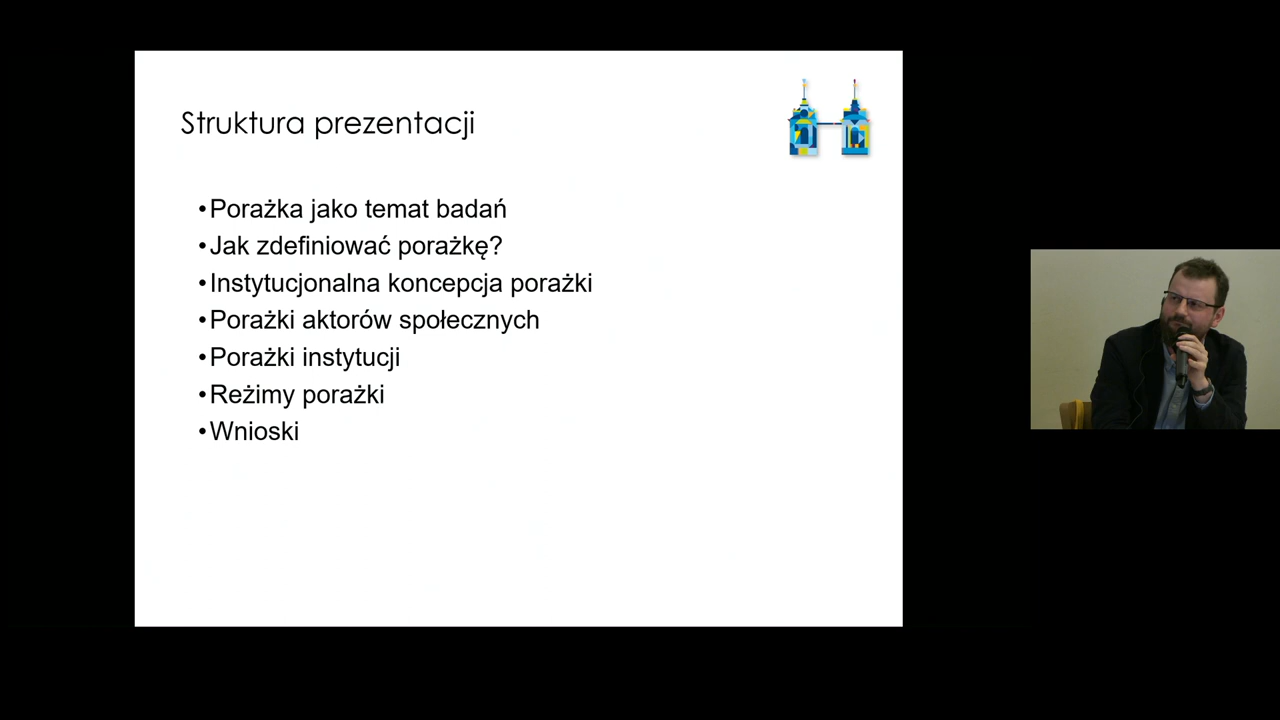 Struktura prezentacji
•Porażka jako temat badań
•Jak zdefiniować porażkę?
•Instytucjonalna koncepcja porażki
•Porażki aktorów społecznych
•Porażki instytucji
•Reżimy porażki
•Wnioski